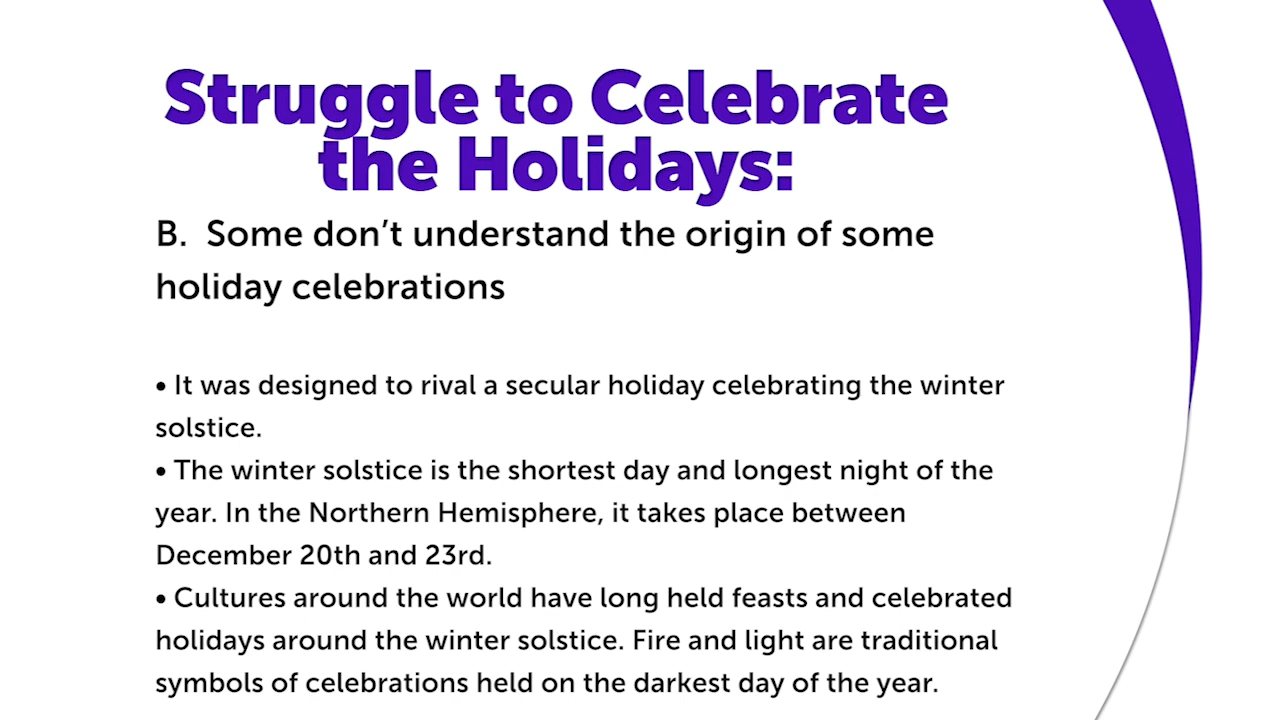 Struggle to Celebrate
the Holidays:
B.  Some don’t understand the origin of some
holiday celebrations
• It was designed to rival a secular holiday celebrating the winter
solstice.
• The winter solstice is the shortest day and longest night of the
year. In the Northern Hemisphere, it takes place between
December 20th and 23rd.
• Cultures around the world have long held feasts and celebrated
holidays around the winter solstice. Fire and light are traditional
symbols of celebrations held on the darkest day of the year.